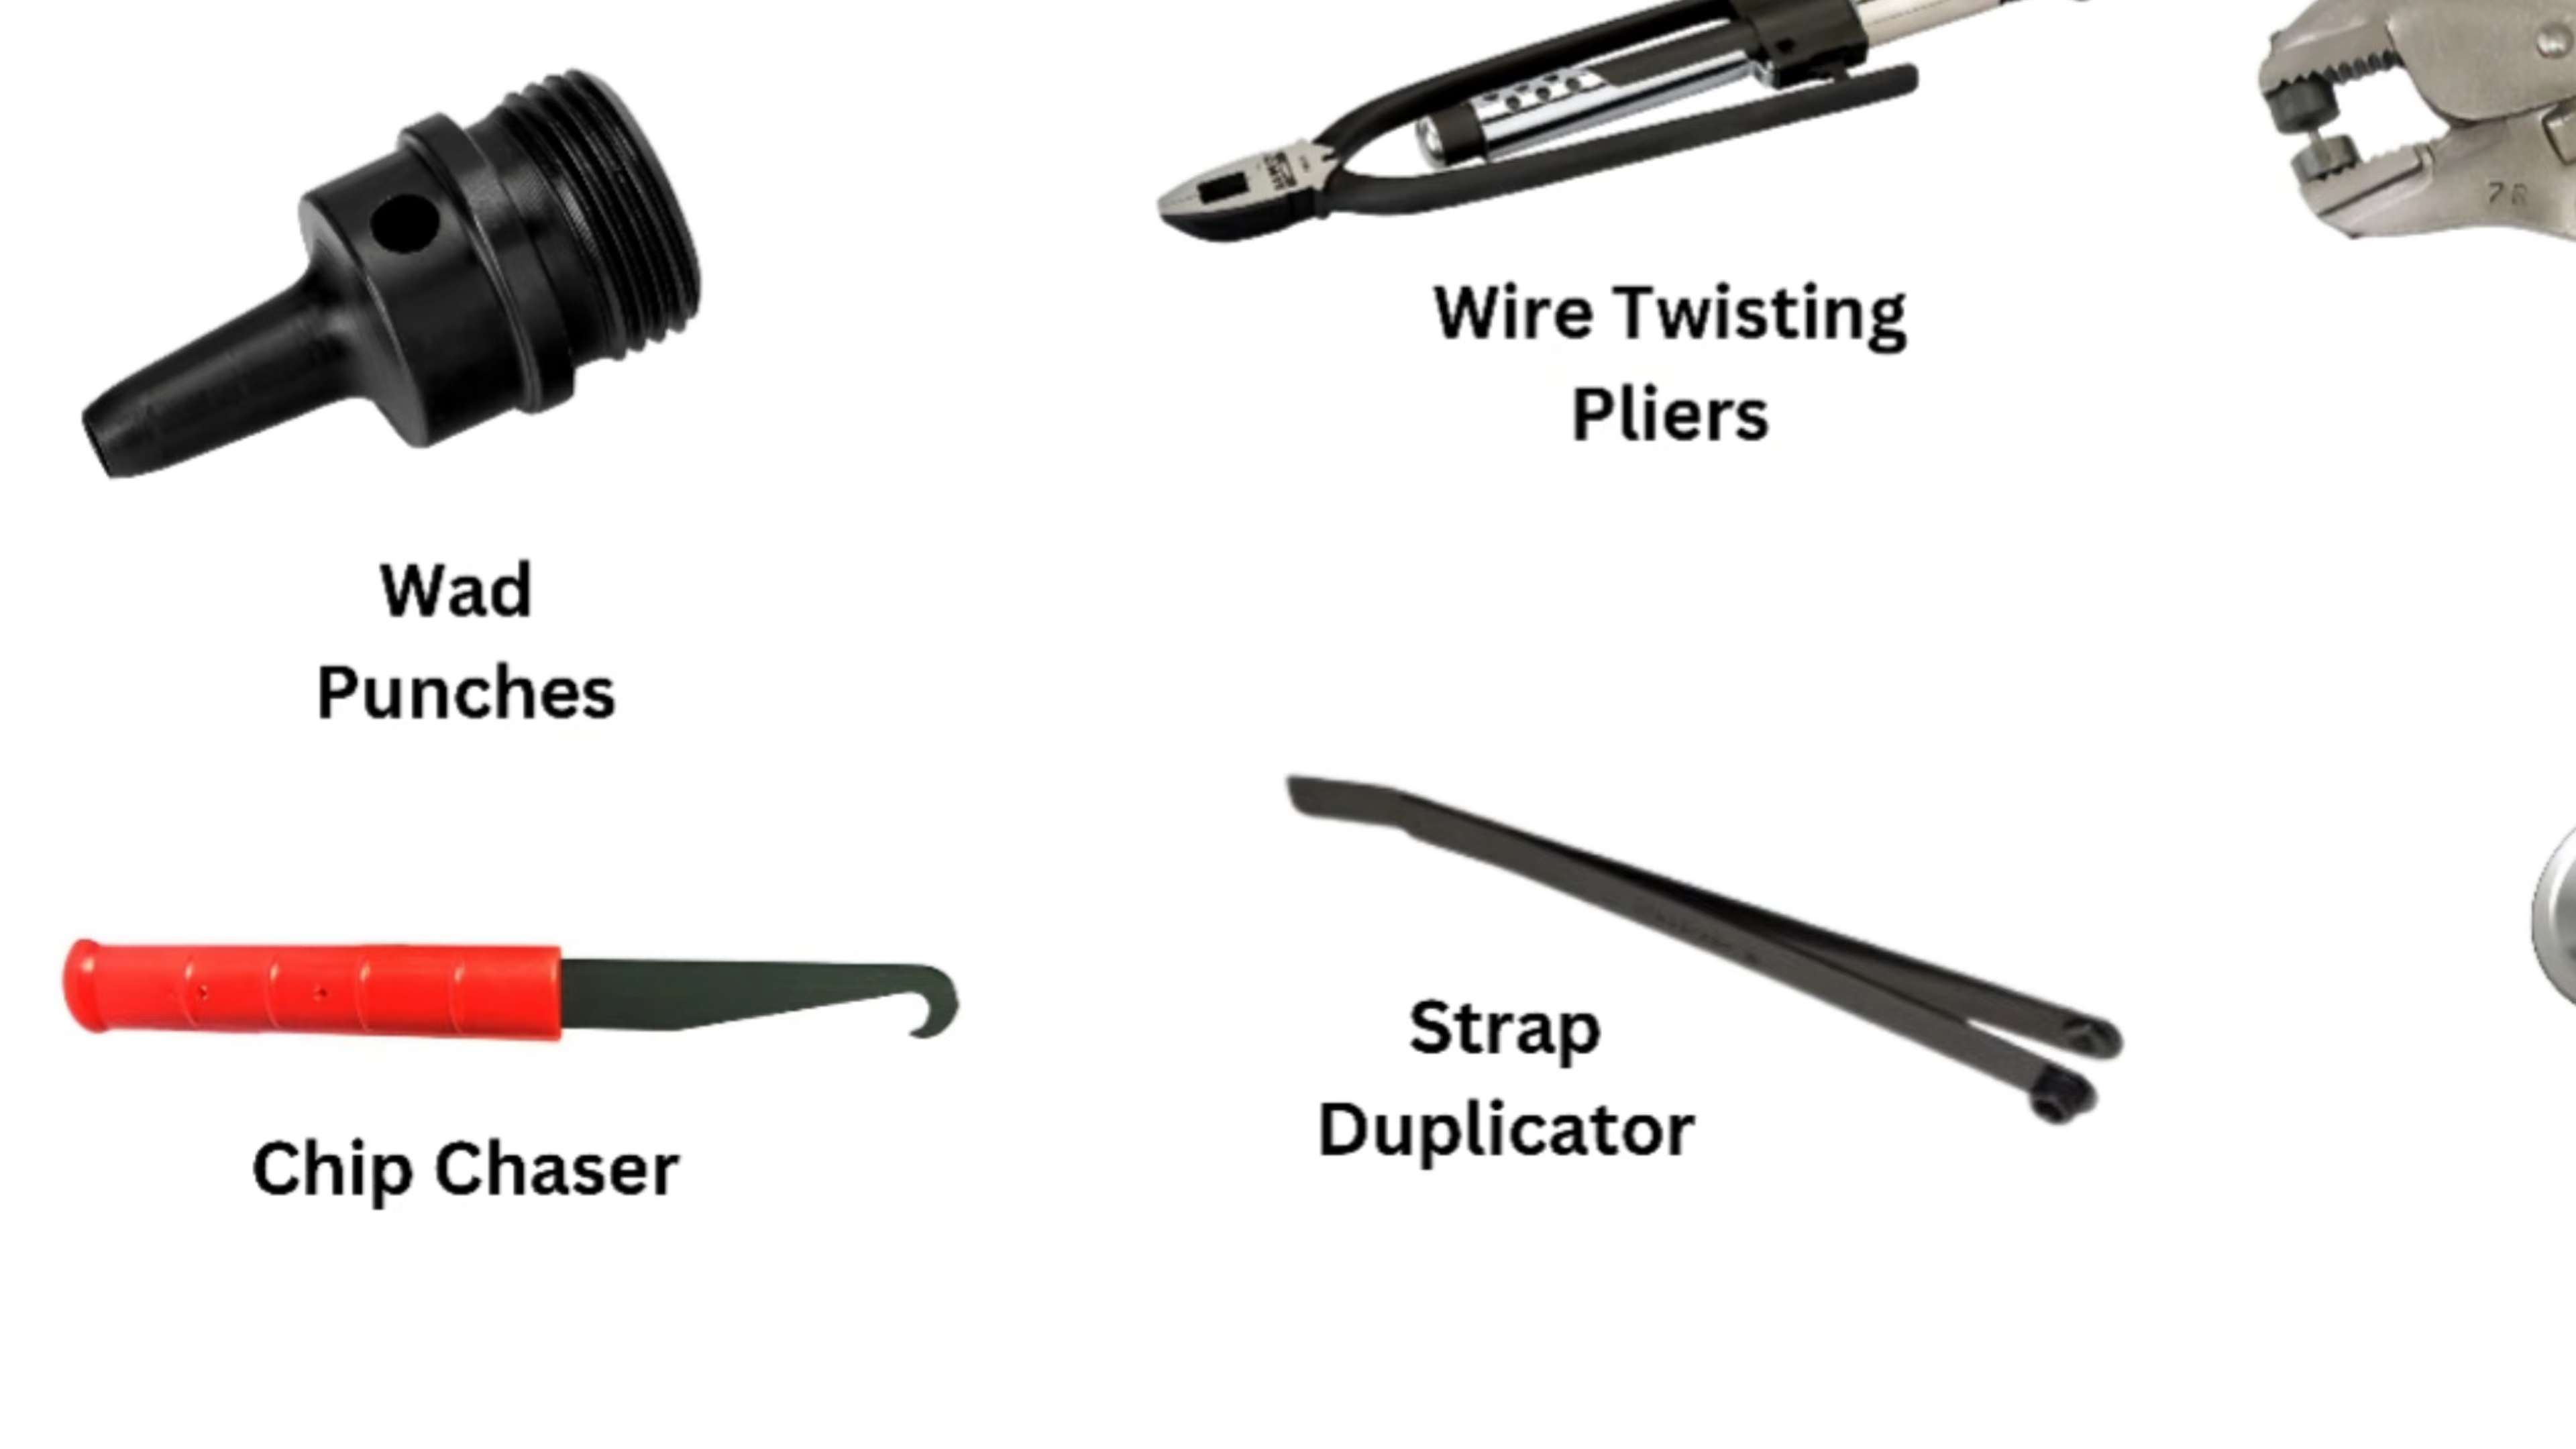 Wire Twisting
Pliers
Wad
Punches
Strap
Duplicator
Chip Chaser